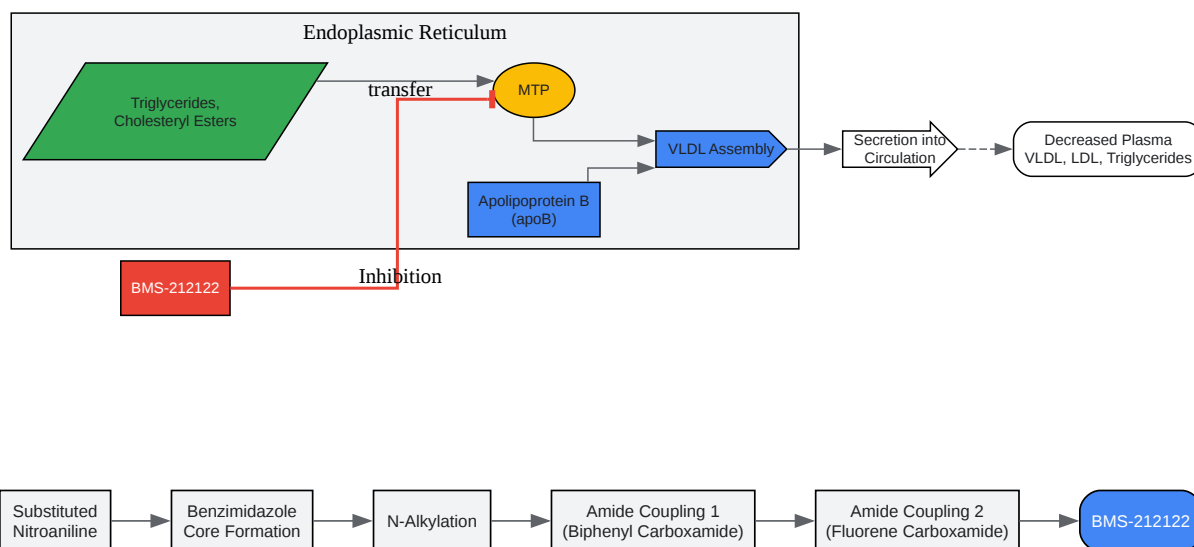 Endoplasmic Reticulum
Triglycerides,
Cholesteryl Esters
transfer
MTP
VLDL Assembly
Apolipoprotein B
(apoB)
Secretion into
Circulation
Decreased Plasma
VLDL, LDL, Triglycerides
BMS-212122
Inhibition
Substituted
Nitroaniline
Benzimidazole
Core Formation
N-Alkylation
Amide Coupling 1
(Biphenyl Carboxamide)
Amide Coupling 2
(Fluorene Carboxamide)
BMS-212122